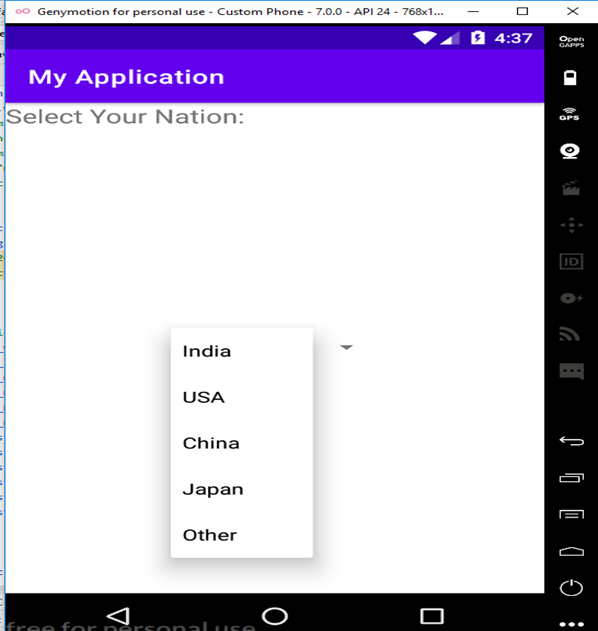 Genymotion for personal use - Custom Phone - 7.0.0 - API 24 - 768x1...
4:37
Open
GAPPS
My Application
Select Your Nation:
GPS
ID
India
USA
China
Japan
Other
free for personal use